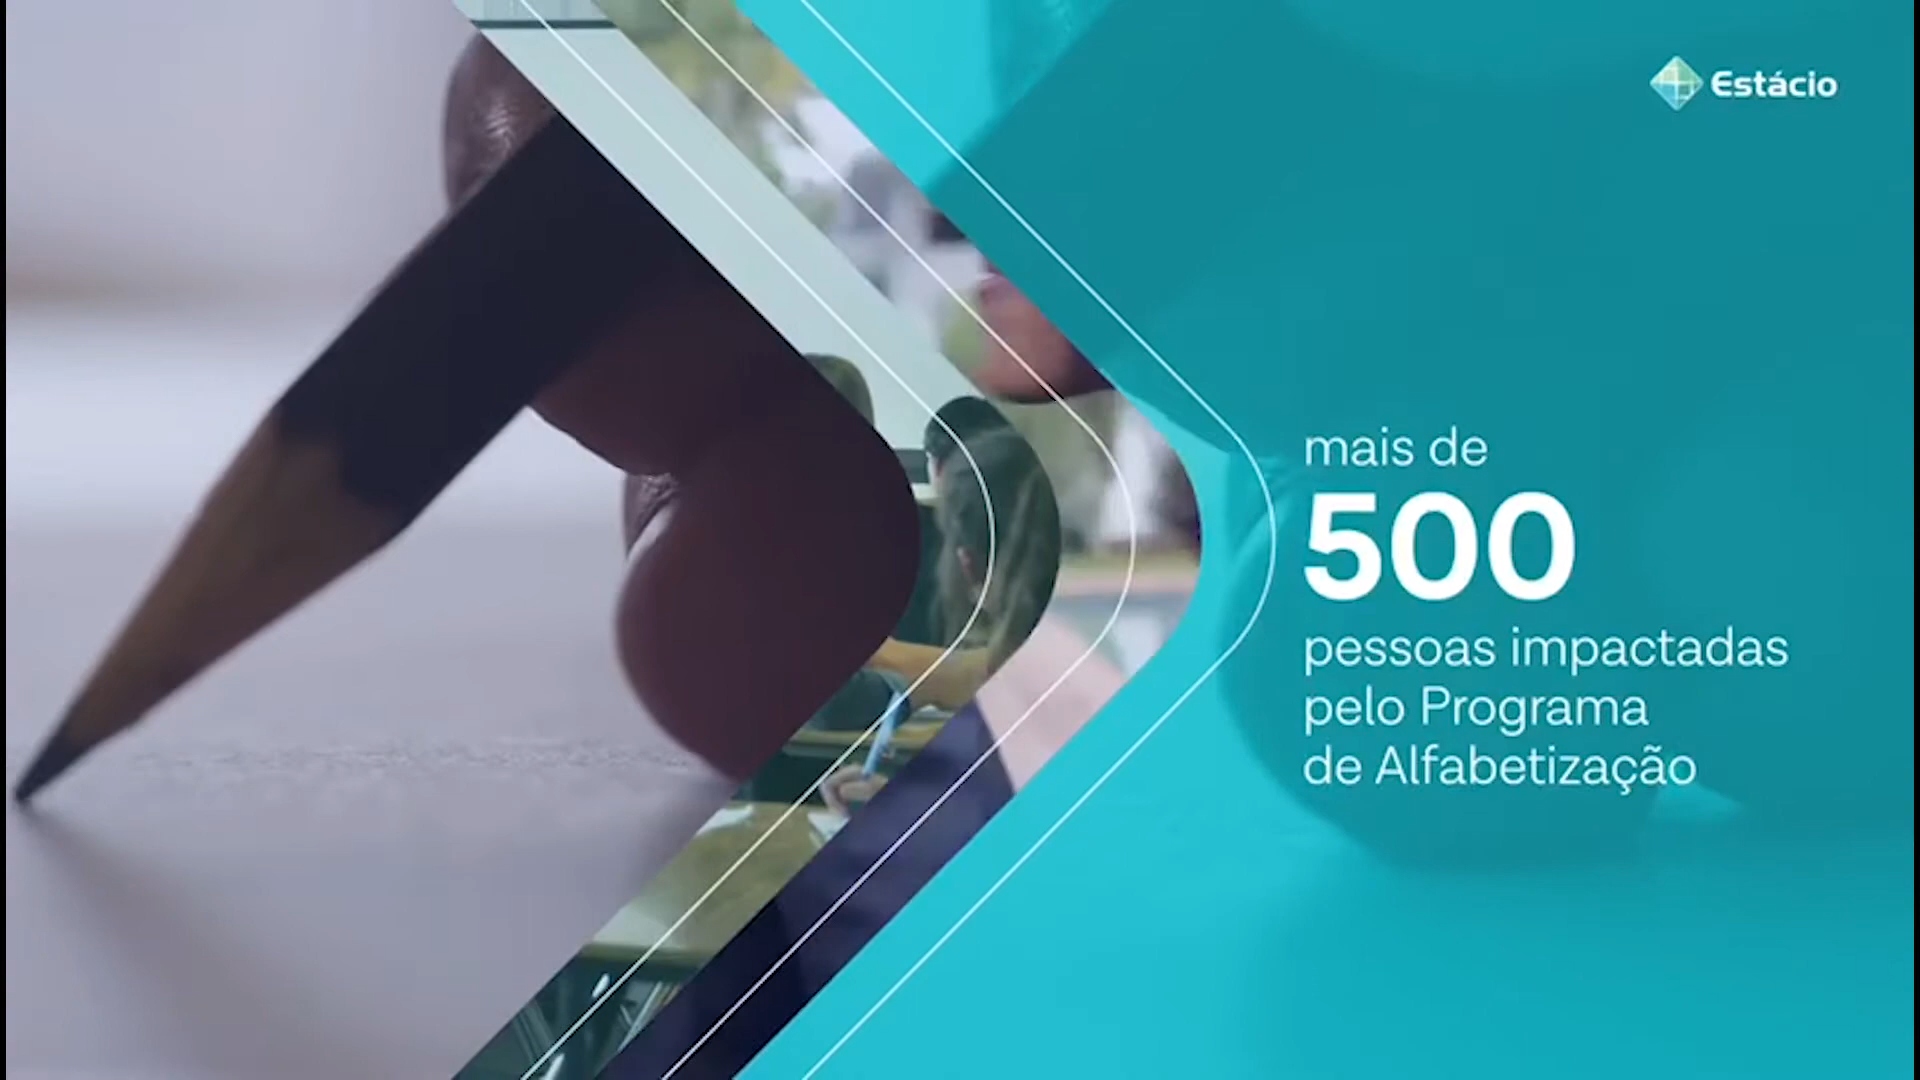 Estácio
mais de
500
pessoas impactadas
pelo Programa
de Alfabetização